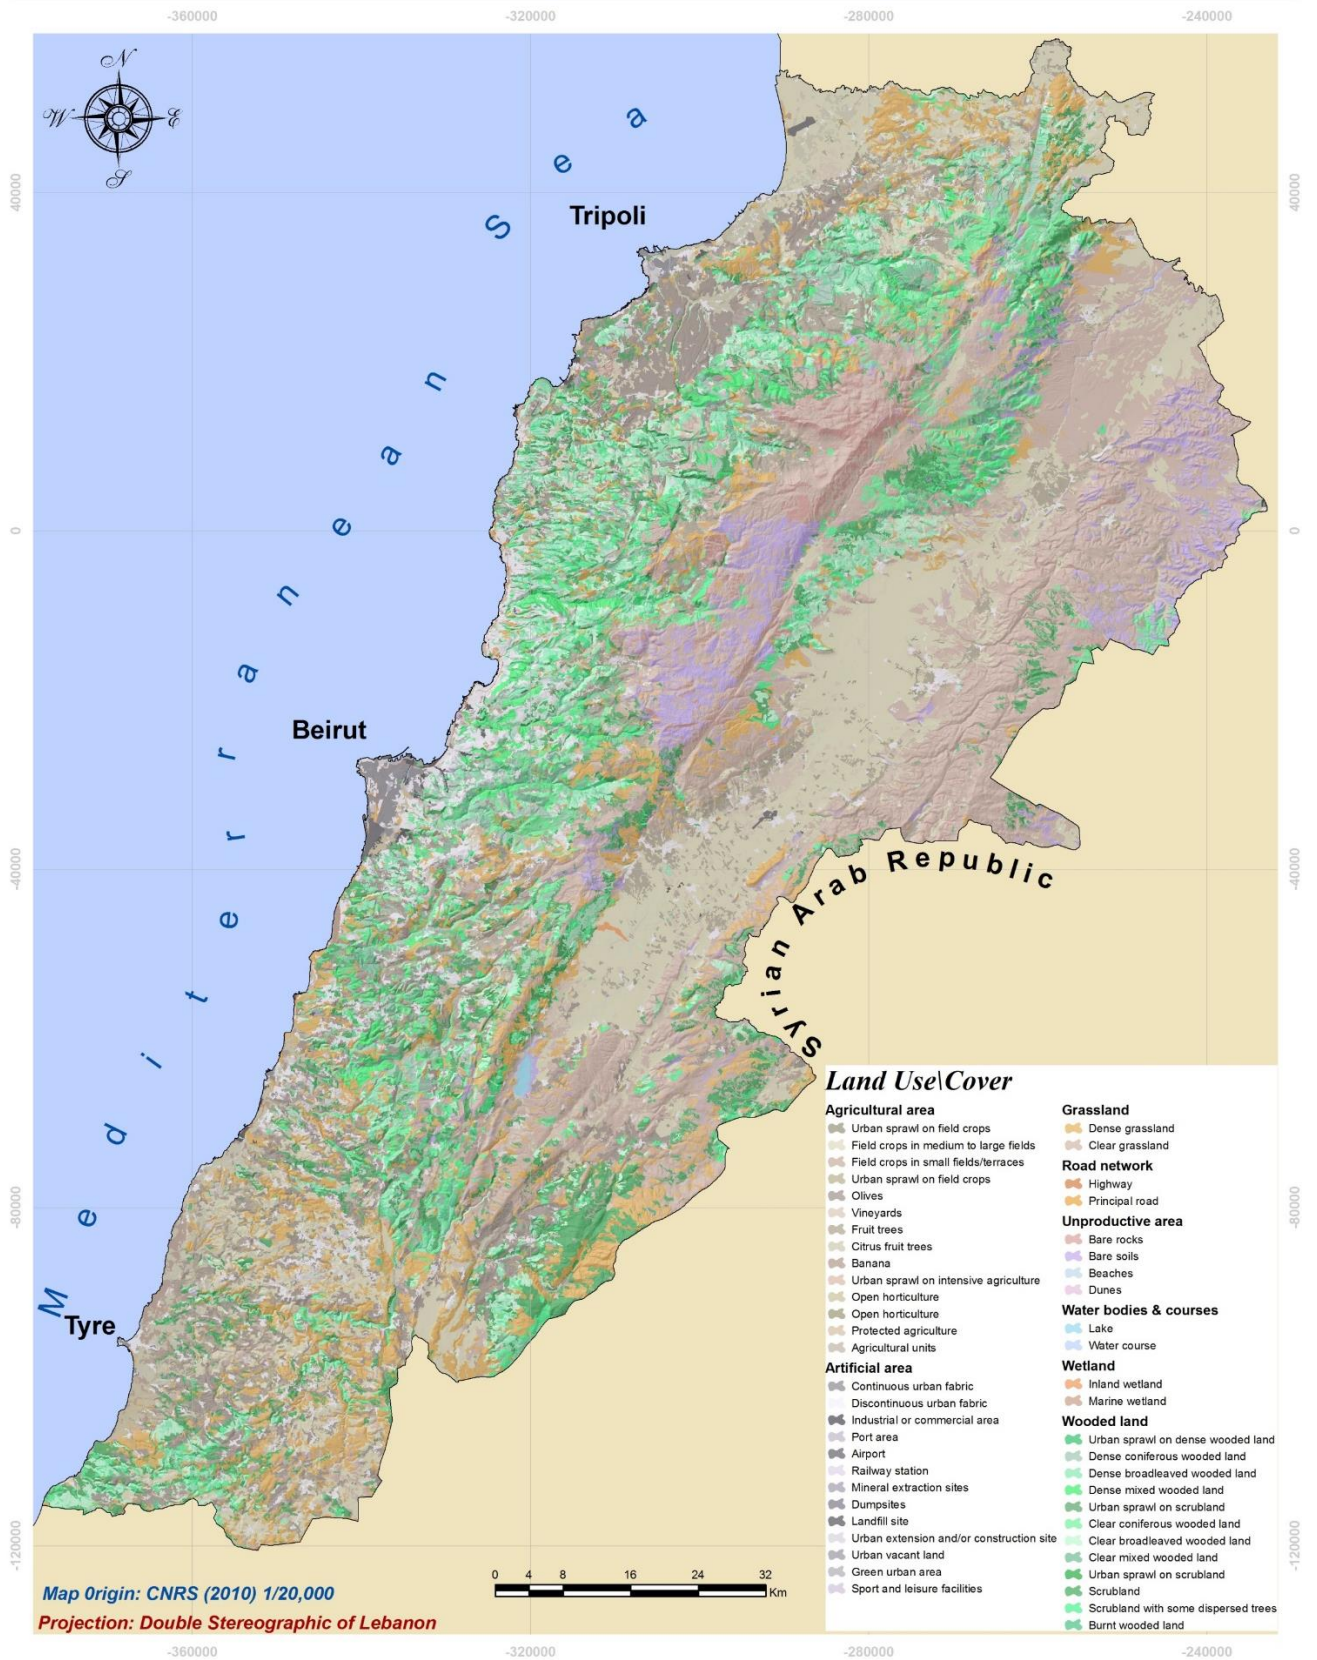 -360000 -320000 -280000 -240000
N
W E
S
40000 40000
Mediterranean Sea
Tripoli
0 0
Beirut
-40000 -40000
Syrian Arab Republic
-80000 -80000
Tyre
-120000 -120000
Land Use\Cover
Agricultural area
Urban sprawl on field crops
Field crops in medium to large fields
Field crops in small fields/terraces
Urban sprawl on field crops
Olives
Vineyards
Fruit trees
Citrus fruit trees
Banana
Urban sprawl on intensive agriculture
Open horticulture
Open horticulture
Protected agriculture
Agricultural units
Artificial area
Continuous urban fabric
Discontinuous urban fabric
Industrial or commercial area
Port area
Airport
Railway station
Mineral extraction sites
Dumpsites
Landfill site
Urban extension and/or construction site
Urban vacant land
Green urban area
Sport and leisure facilities
Grassland
Dense grassland
Clear grassland
Road network
Highway
Principal road
Unproductive area
Bare rocks
Bare soils
Beaches
Dunes
Water bodies & courses
Lake
Water course
Wetland
Inland wetland
Marine wetland
Wooded land
Urban sprawl on dense wooded land
Dense coniferous wooded land
Dense broadleaved wooded land
Dense mixed wooded land
Urban sprawl on scrubland
Clear coniferous wooded land
Clear broadleaved wooded land
Clear mixed wooded land
Urban sprawl on scrubland
Scrubland
Scrubland with some dispersed trees
Burnt wooded land
0 4 8 16 24 32
Km
Map Origin: CNRS (2010) 1/20,000
Projection: Double Stereographic of Lebanon
-360000 -320000 -280000 -240000